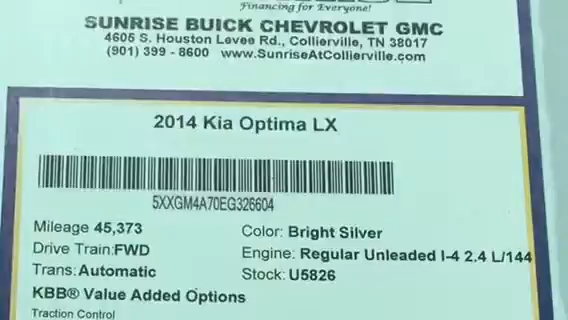 Financing for Everyone!
SUNRISE BUICK CHEVROLET GMC
4605 S. Houston Levee Rd., Collierville, TN 38017
(901) 399 - 8600 www.SunriseAtCollierville.com
2014 Kia Optima LX
5XXGM4A70EG326604
Mileage 45,373 Color: Bright Silver
Drive Train:FWD Engine: Regular Unleaded I-4 2.4 L/144
Trans:Automatic Stock: U5826
KBB® Value Added Options
Traction Control